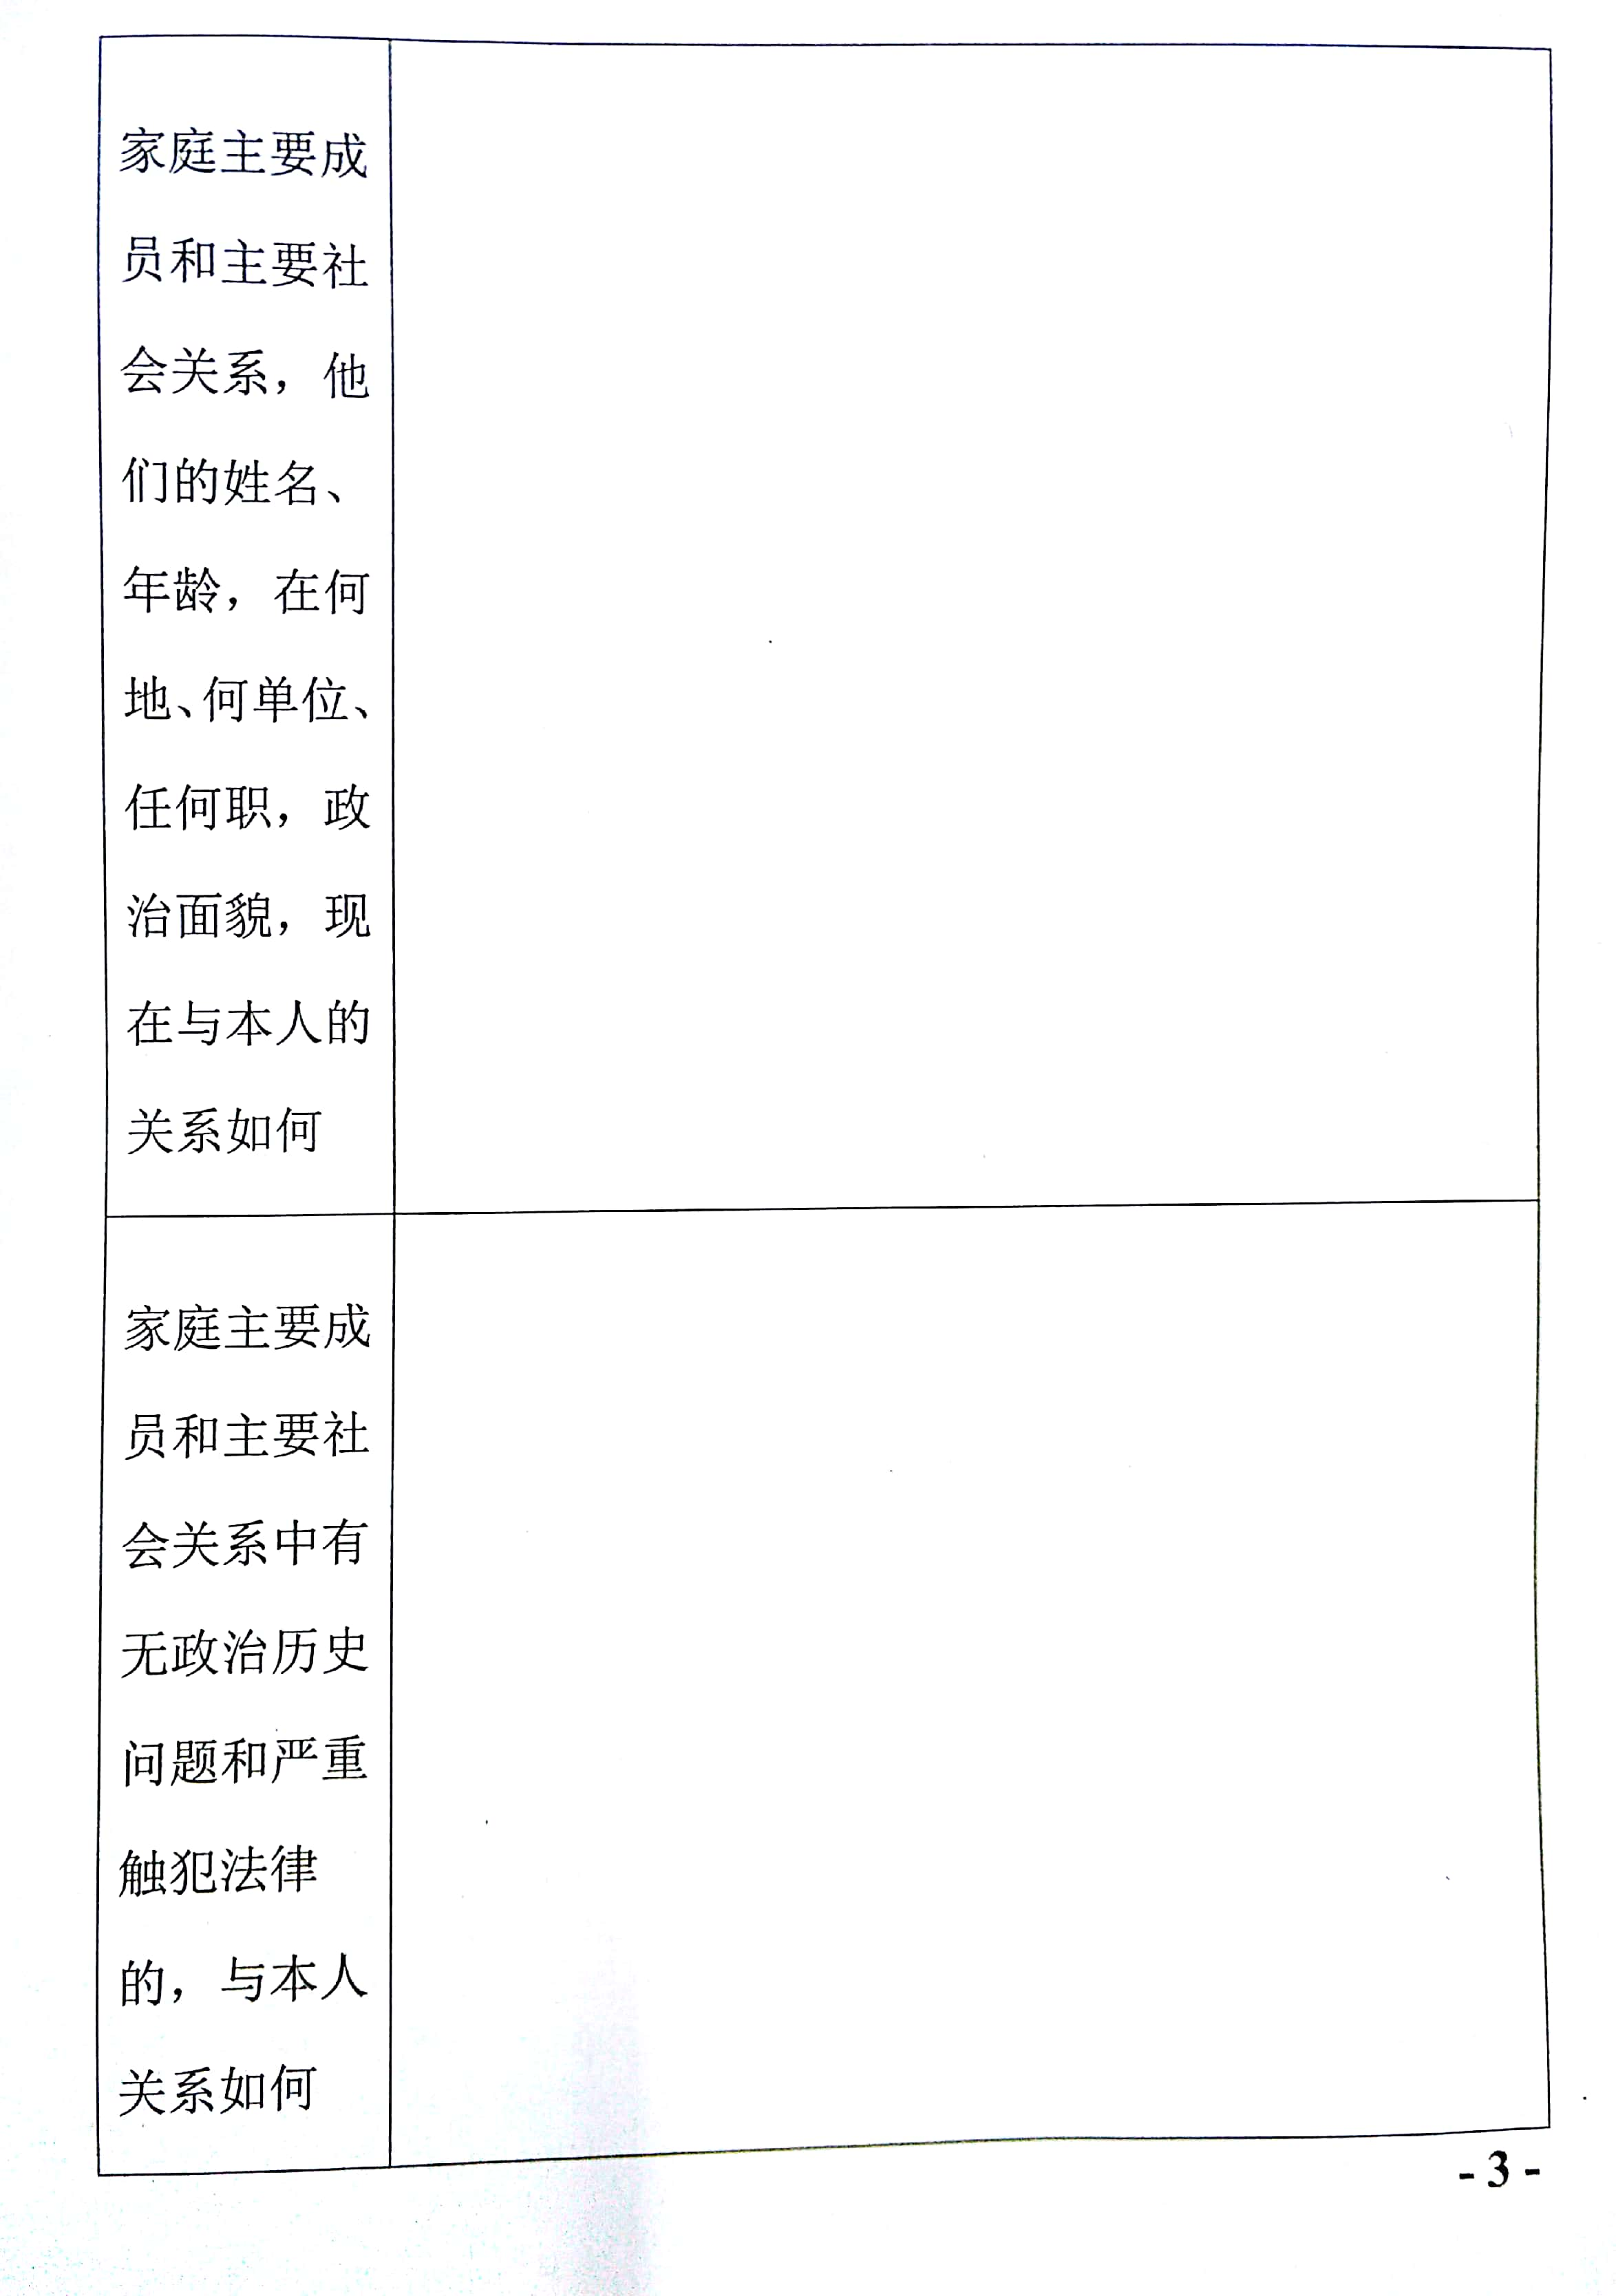 家庭主要成
员和主要社
会关系，他
们的姓名、
年龄，在何
地、何单位、
任何职，政
治面貌，现
在与本人的
关系如何
家庭主要成
员和主要社
会关系中有
无政治历史
问题和严重
触犯法律
的，与本人
关系如何
- 3 -